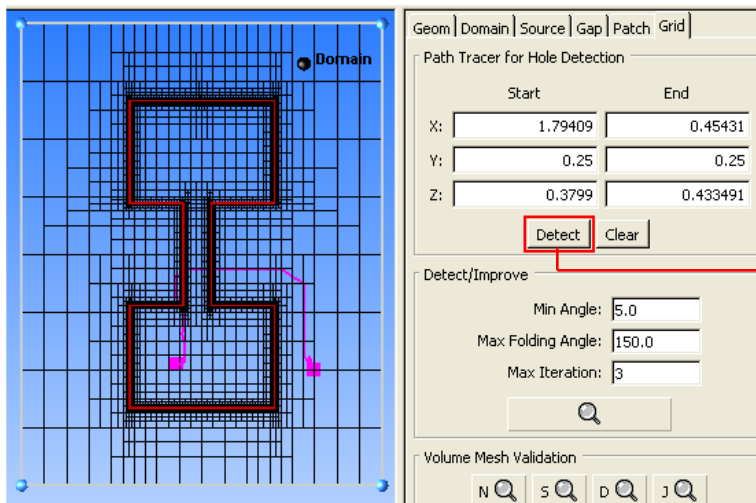 Domain
Geom Domain Source Gap Patch Grid
Path Tracer for Hole Detection
Start End
X: 1.79409 0.45431
Y: 0.25 0.25
Z: 0.3799 0.433491
Detect Clear
Detect/Improve
Min Angle: 5.0
Max Folding Angle: 150.0
Max Iteration: 3
Volume Mesh Validation
N S D J